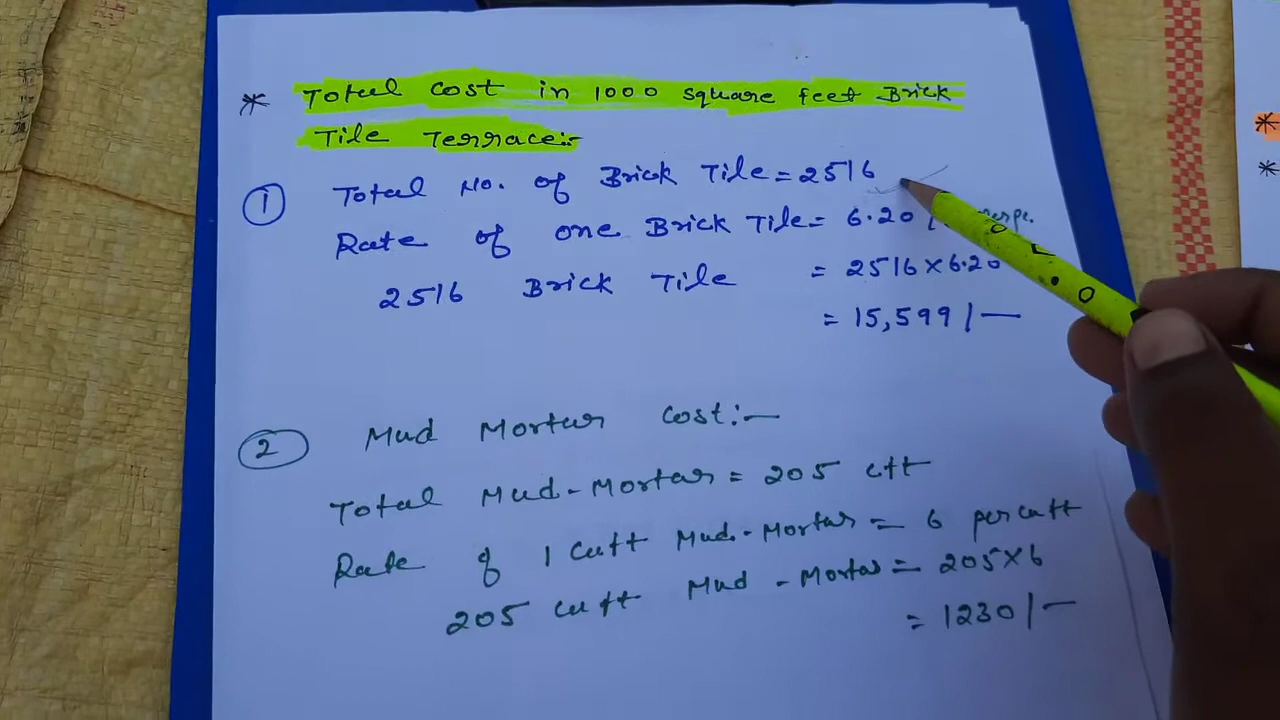 * Total cost in 1000 square feet Brick
Tile Terrace:-
① Total No. of Brick Tile = 2516
Rate of one Brick Tile = 6.20
2516 Brick Tile = 2516×6.20
= 15,599/—
② Mud Mortar cost:—
Total Mud-Mortar = 205 cft
Rate of 1 Cuft Mud-Mortar = 6 per cuft
205 cuft Mud-Mortar = 205×6
= 1230/—
*
*